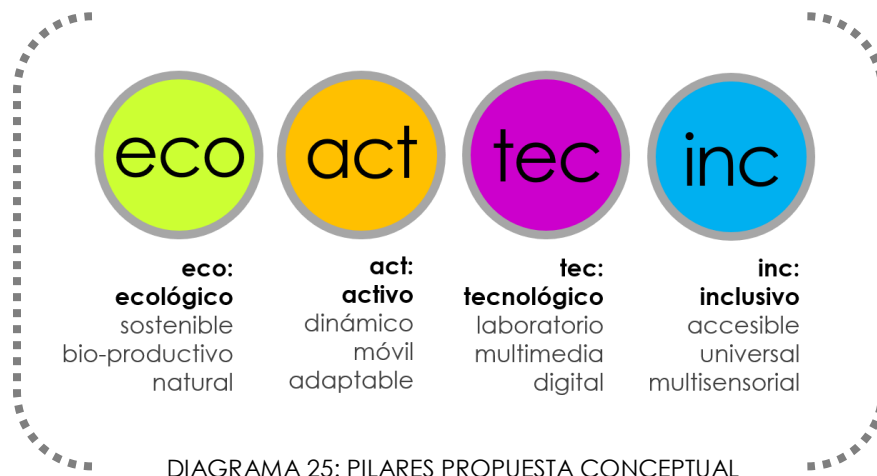 eco
act
tec
inc
eco:
ecológico
sostenible
bio-productivo
natural
act:
activo
dinámico
móvil
adaptable
tec:
tecnológico
laboratorio
multimedia
digital
inc:
inclusivo
accesible
universal
multisensorial
DIAGRAMA 25: PILARES PROPUESTA CONCEPTUAL